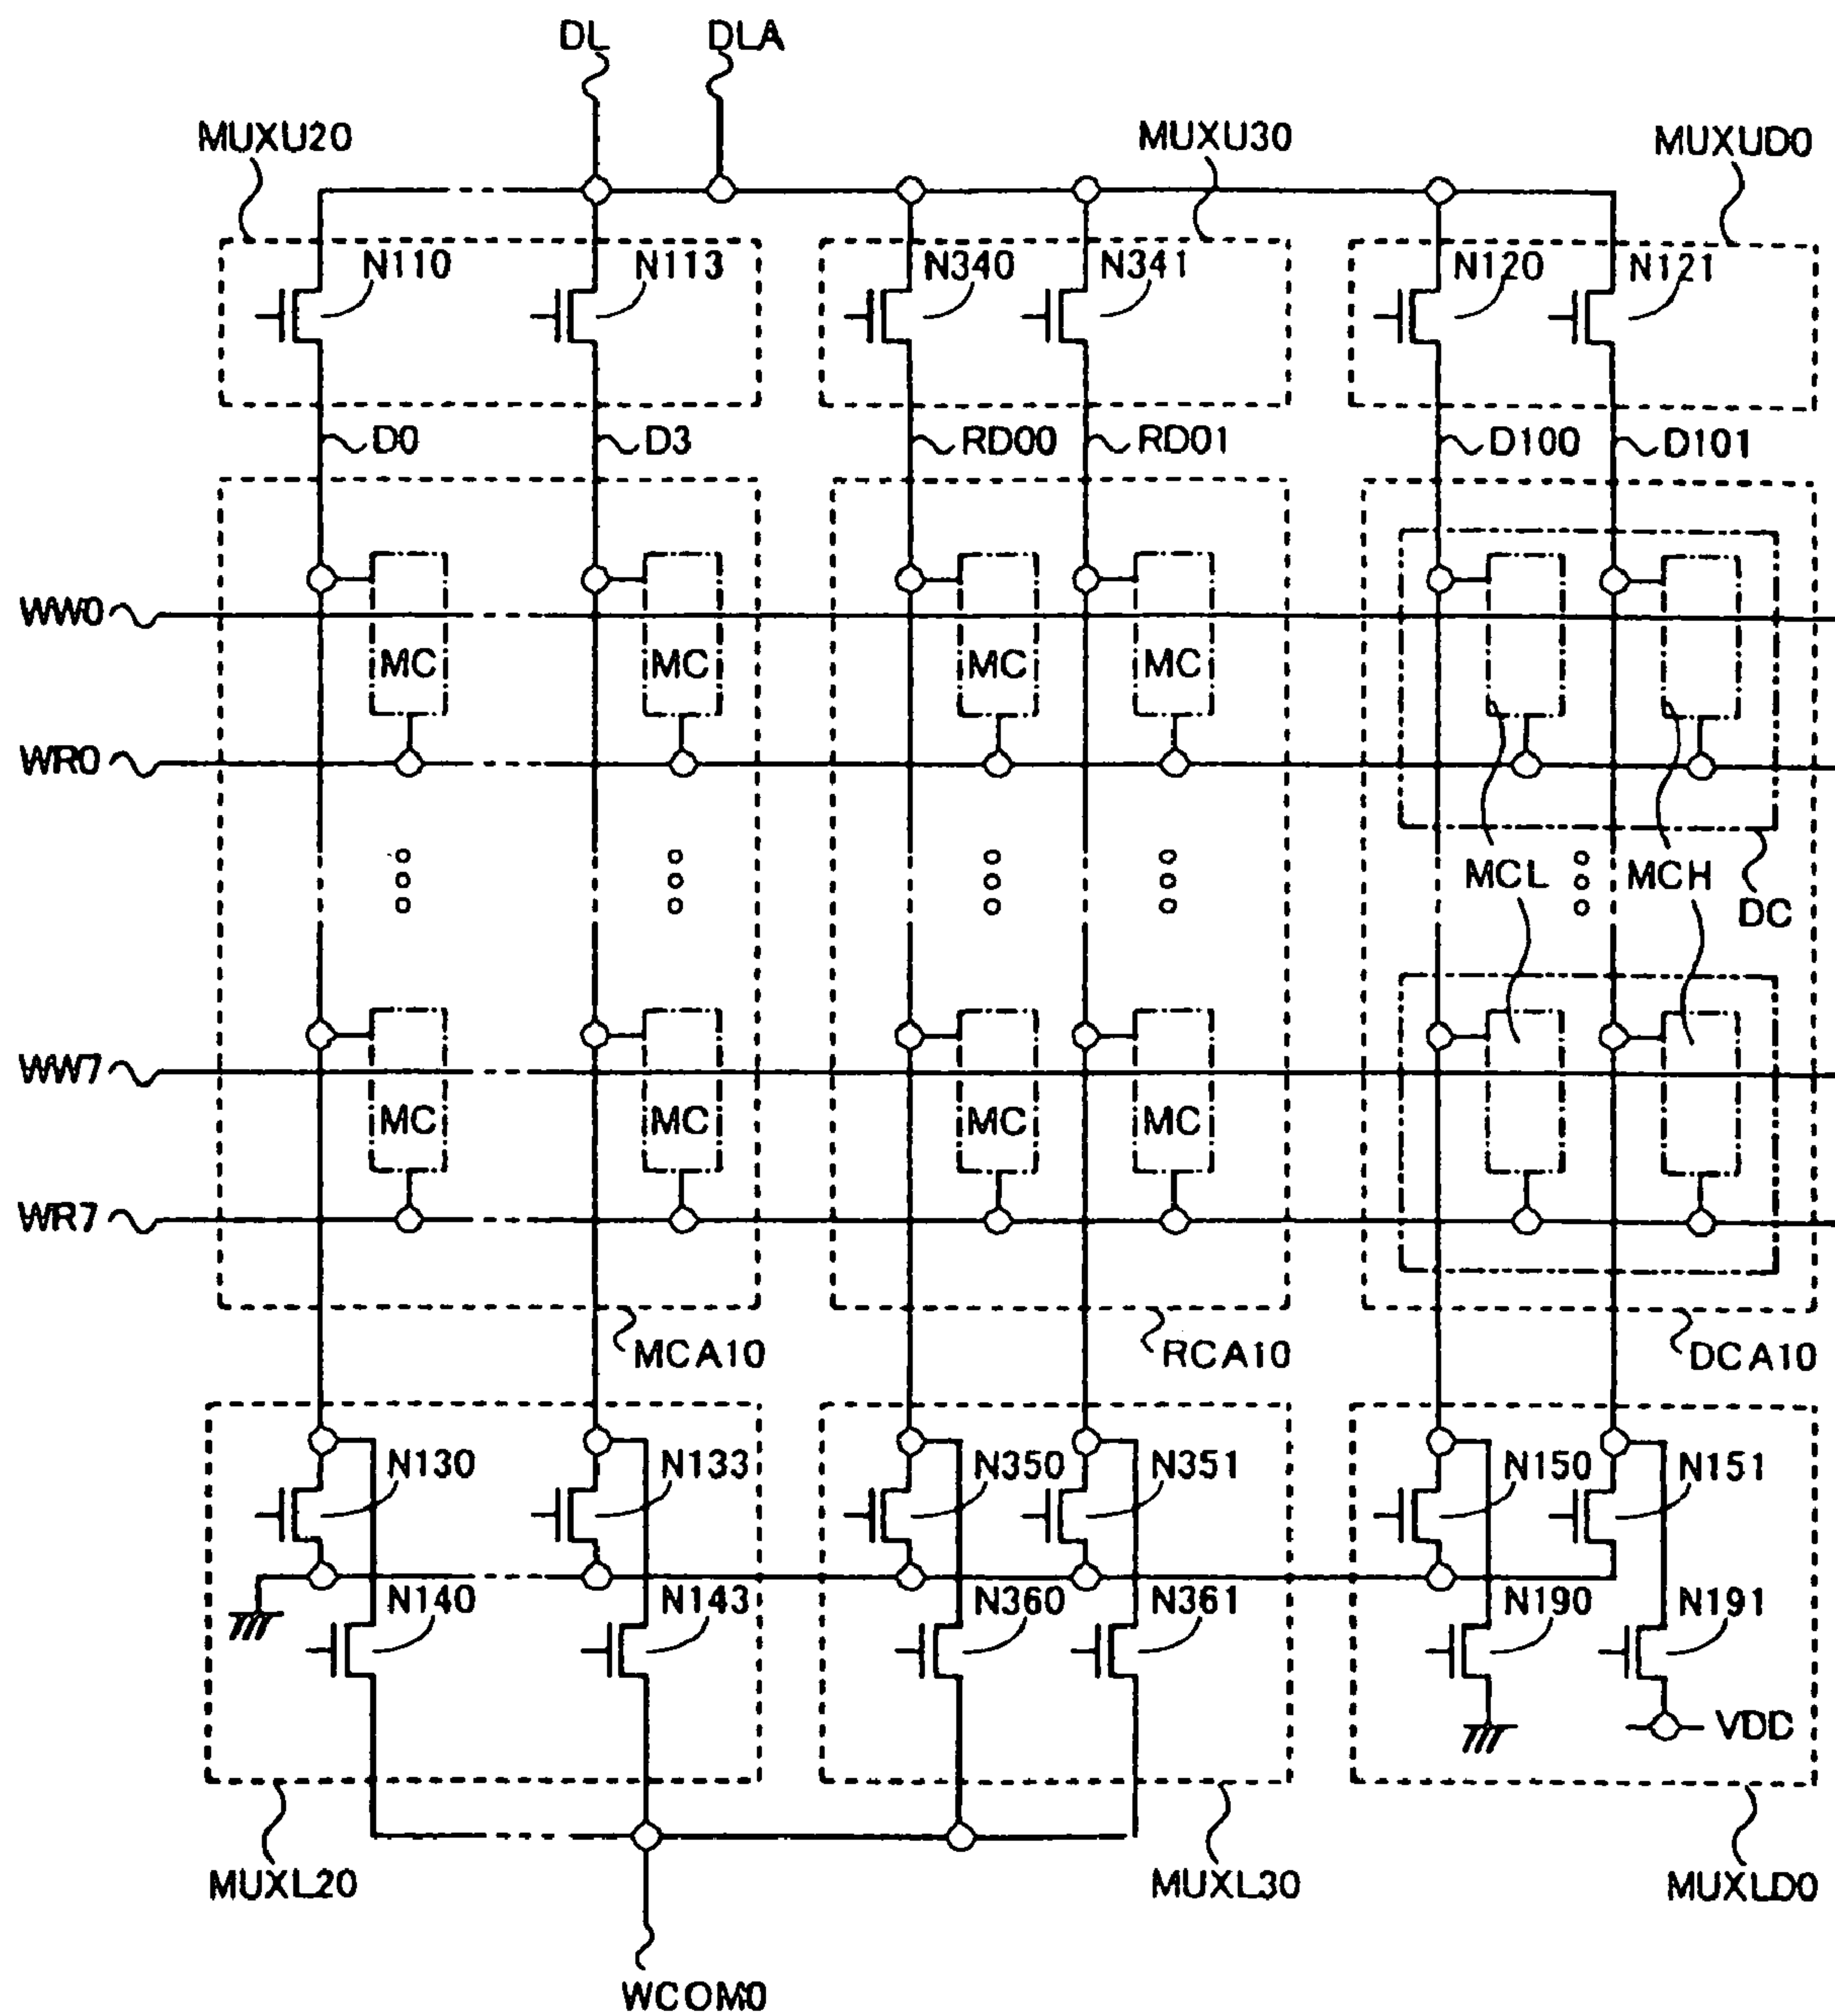 DL DLA
MUXU20 MUXU30 MUXUD0
N110 N113 N340 N341 N120 N121
D0 D3 RD00 RD01 D100 D101
WW0
MC MC MC MC
WR0
MCL MCH
DC
WW7
MC MC MC MC
WR7
MCA10 RCA10 DCA10
N130 N133 N350 N351 N150 N151
N140 N143 N360 N361 N190 N191
VDD
MUXL20 MUXL30 MUXLD0
WCOM0